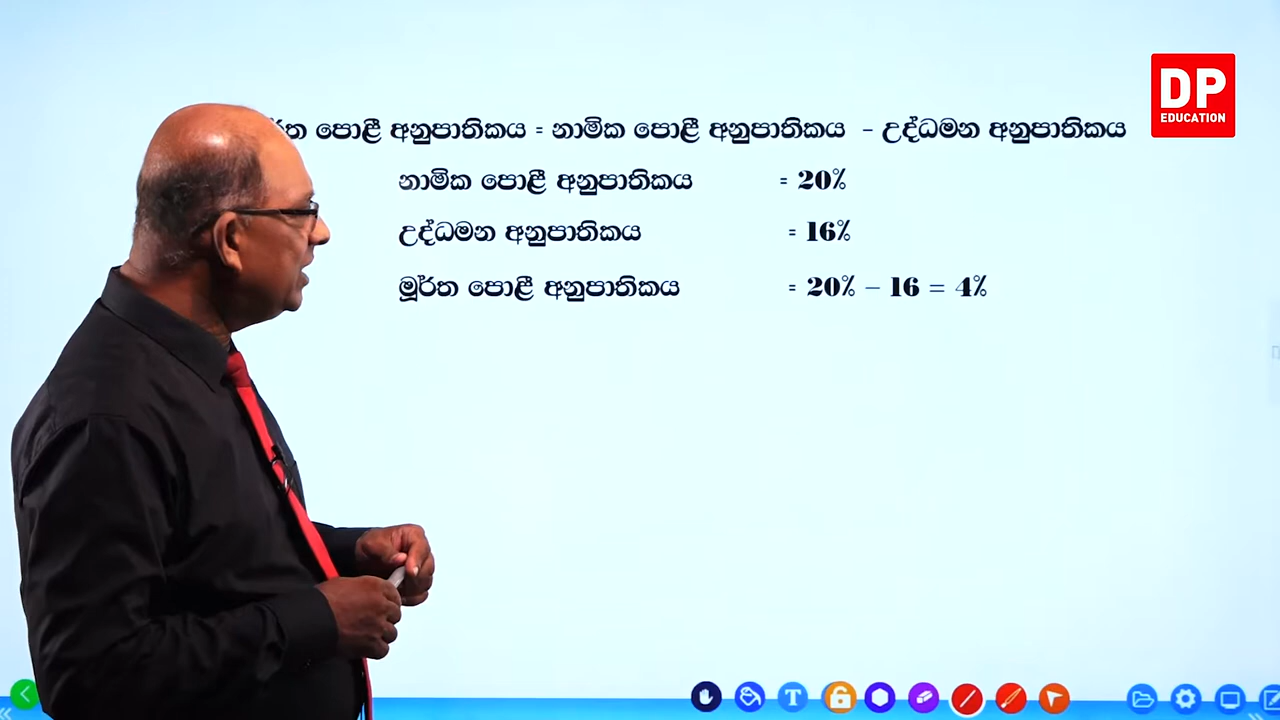 DP
EDUCATION
පොළී අනුපාතිකය = නාමික පොළී අනුපාතිකය – උද්ධමන අනුපාතිකය
නාමික පොළී අනුපාතිකය = 20%
උද්ධමන අනුපාතිකය = 16%
මූර්ත පොළී අනුපාතිකය = 20% – 16 = 4%
T